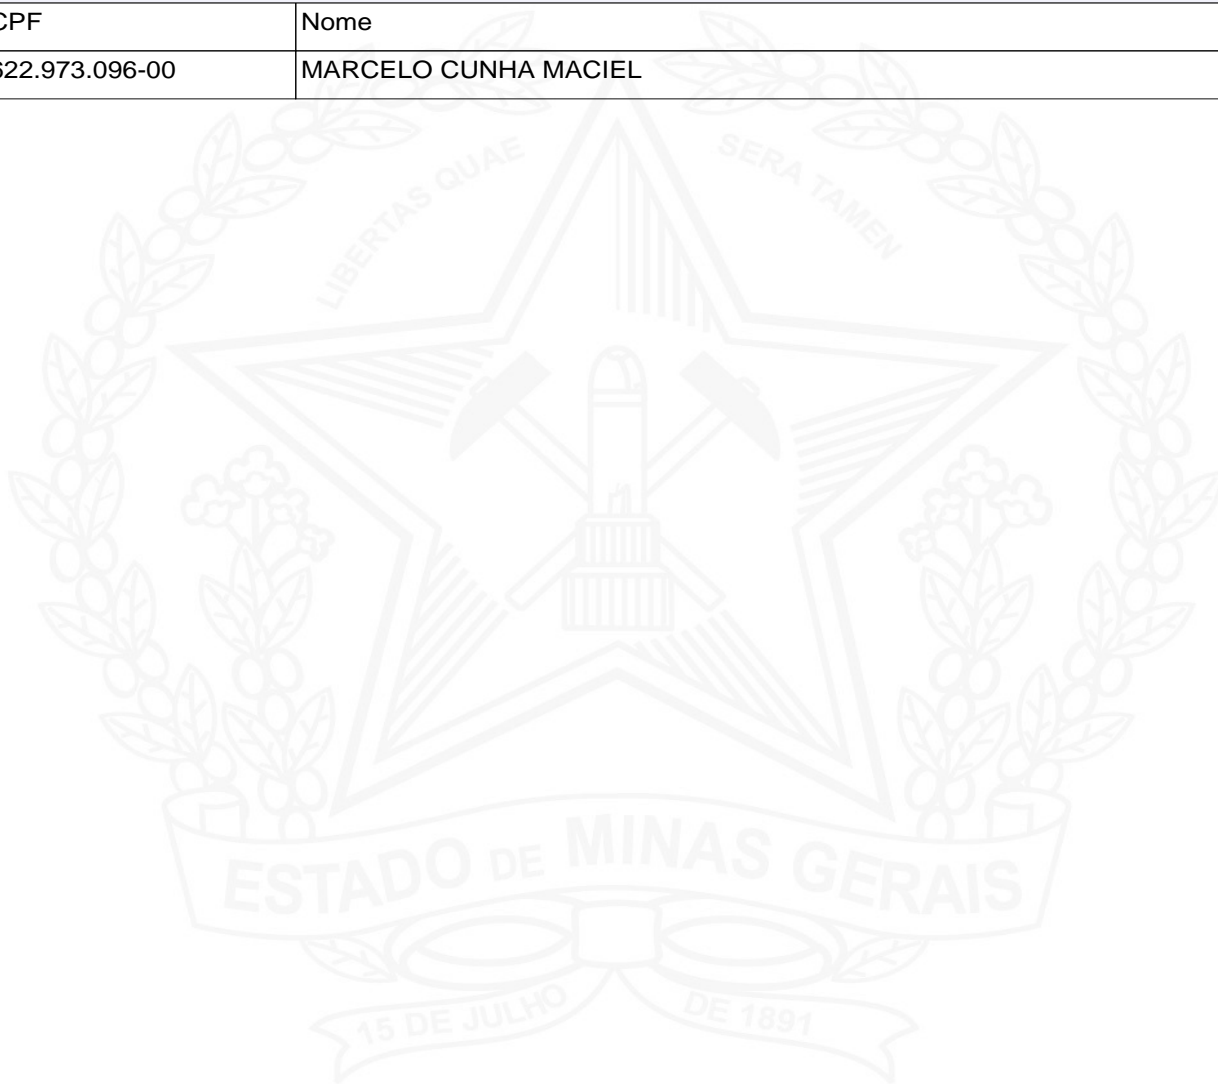 CPF Nome
622.973.096-00 MARCELO CUNHA MACIEL
LIBERTAS QUAE SERA TAMEN
ESTADO DE MINAS GERAIS
15 DE JULHO DE 1891